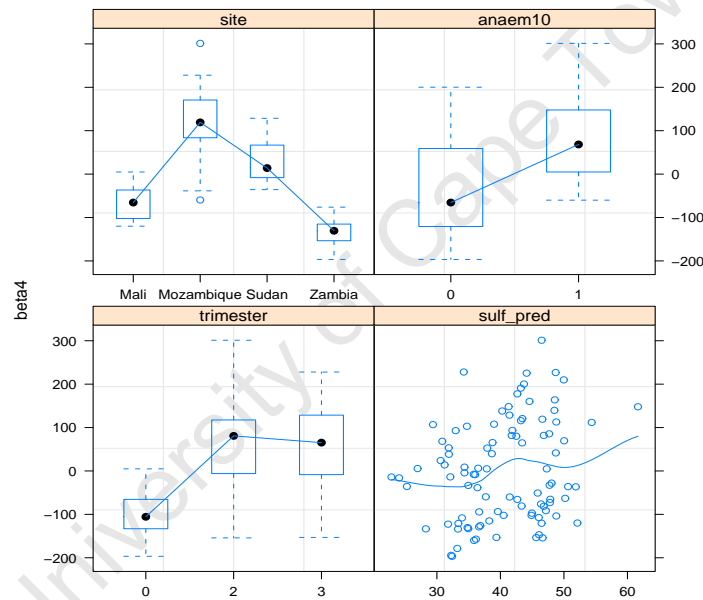 site anaem10
300
200
100
0
−100
−200
Mali Mozambique Sudan Zambia 0 1
beta4
trimester sulf_pred
300
200
100
0
−100
−200
0 2 3 30 40 50 60
University of Cape Tow